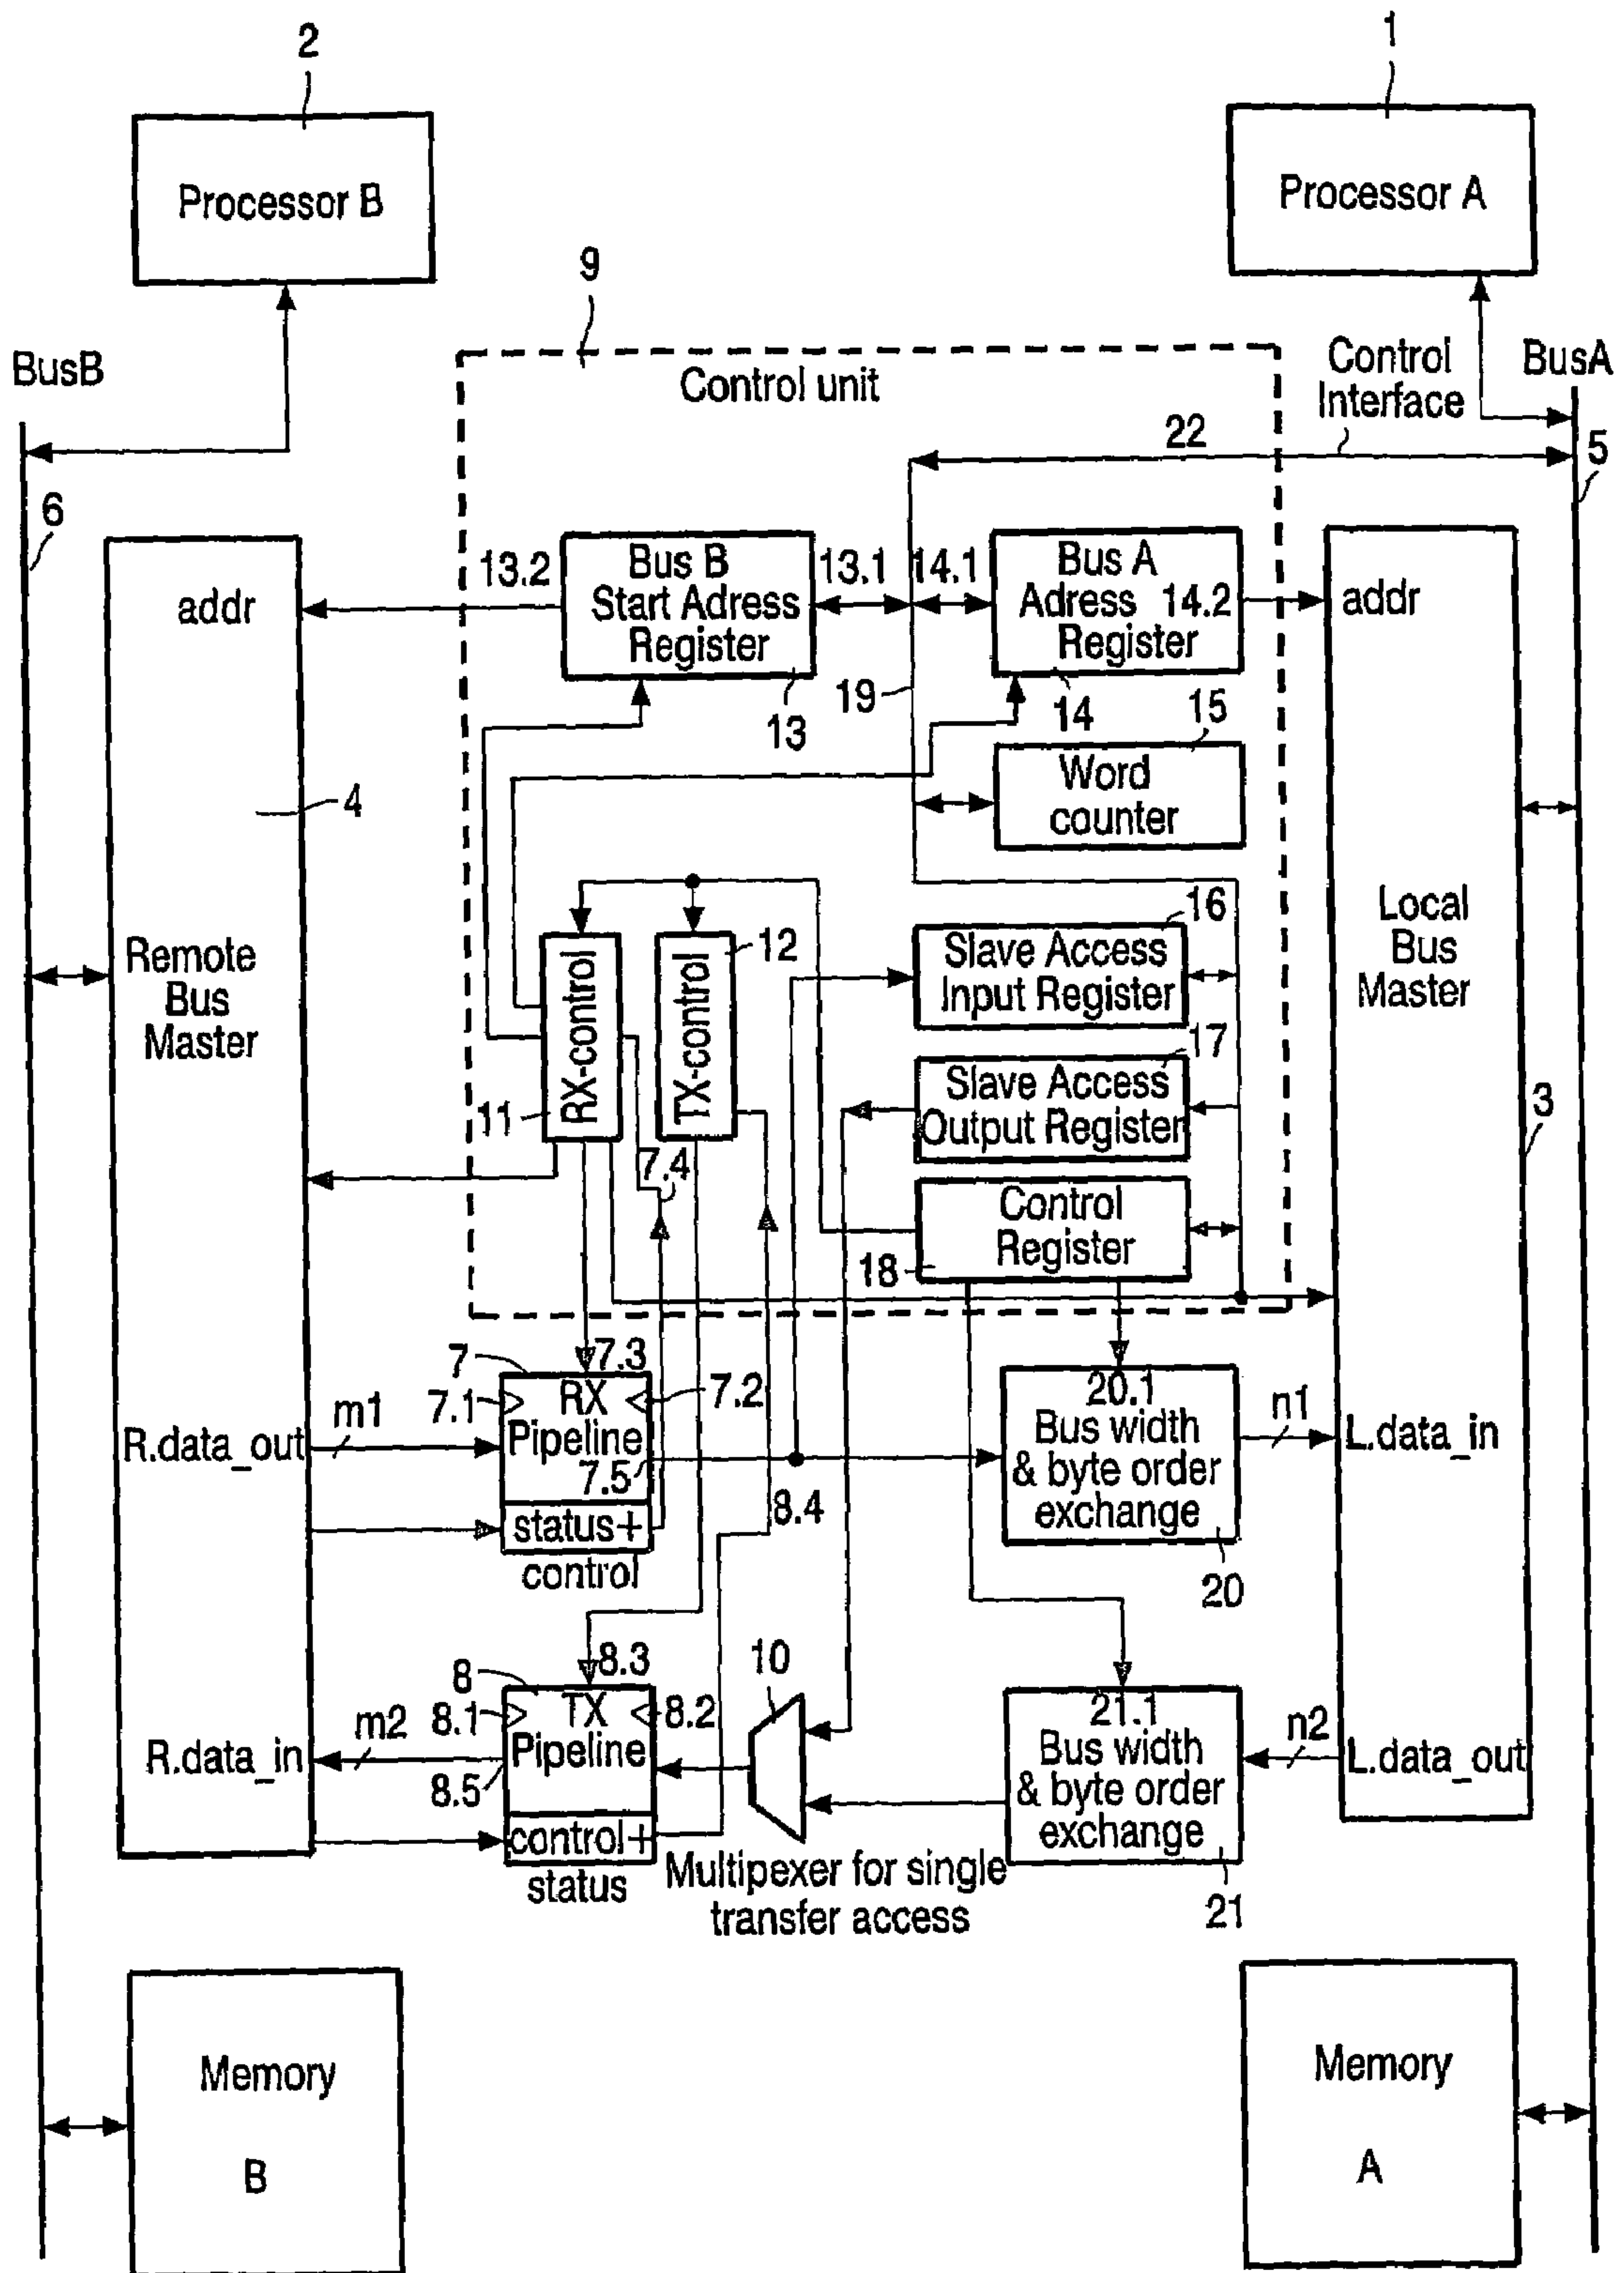 2
1
Processor B
Processor A
9
BusB
Control unit
Control
Interface
BusA
22
5
6
13.2
Bus B
Start Adress
Register
13.1
14.1
Bus A
Adress 14.2
Register
addr
addr
19
13
14
15
Word
counter
4
Remote
Bus
Master
Local
Bus
Master
RX-control
11
TX-control
12
16
Slave Access
Input Register
17
Slave Access
Output Register
3
7.4
Control
Register
18
7
7.3
7.1
RX
Pipeline
7.5
7.2
status+
control
m1
R.data_out
20.1
Bus width
& byte order
exchange
20
n1
L.data_in
8.4
8
8.3
8.1
TX
Pipeline
8.2
8.5
control+
status
m2
R.data_in
10
Multipexer for single
transfer access
21.1
Bus width
& byte order
exchange
21
n2
L.data_out
Memory
B
Memory
A